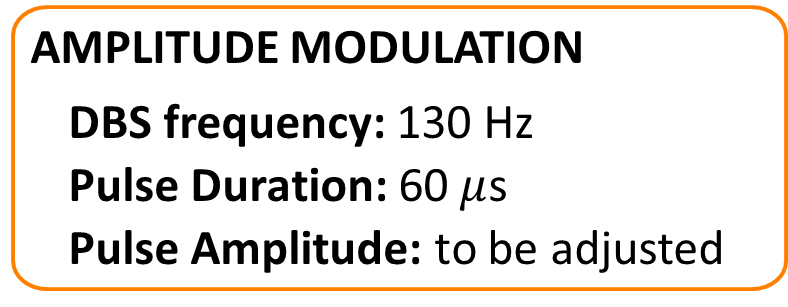 AMPLITUDE MODULATION
DBS frequency: 130 Hz
Pulse Duration: 60 𝜇s
Pulse Amplitude: to be adjusted